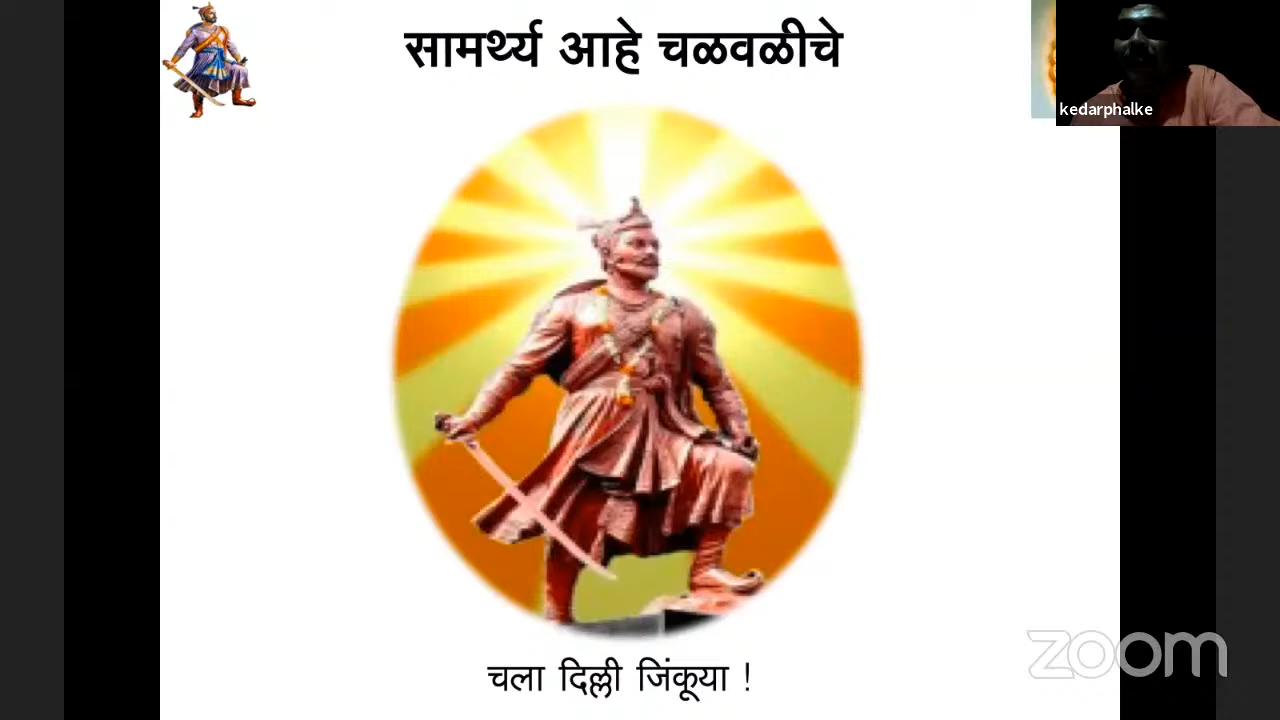 सामर्थ्य आहे चळवळीचे
kedarphalke
चला दिल्ली जिंकूया !
zoom